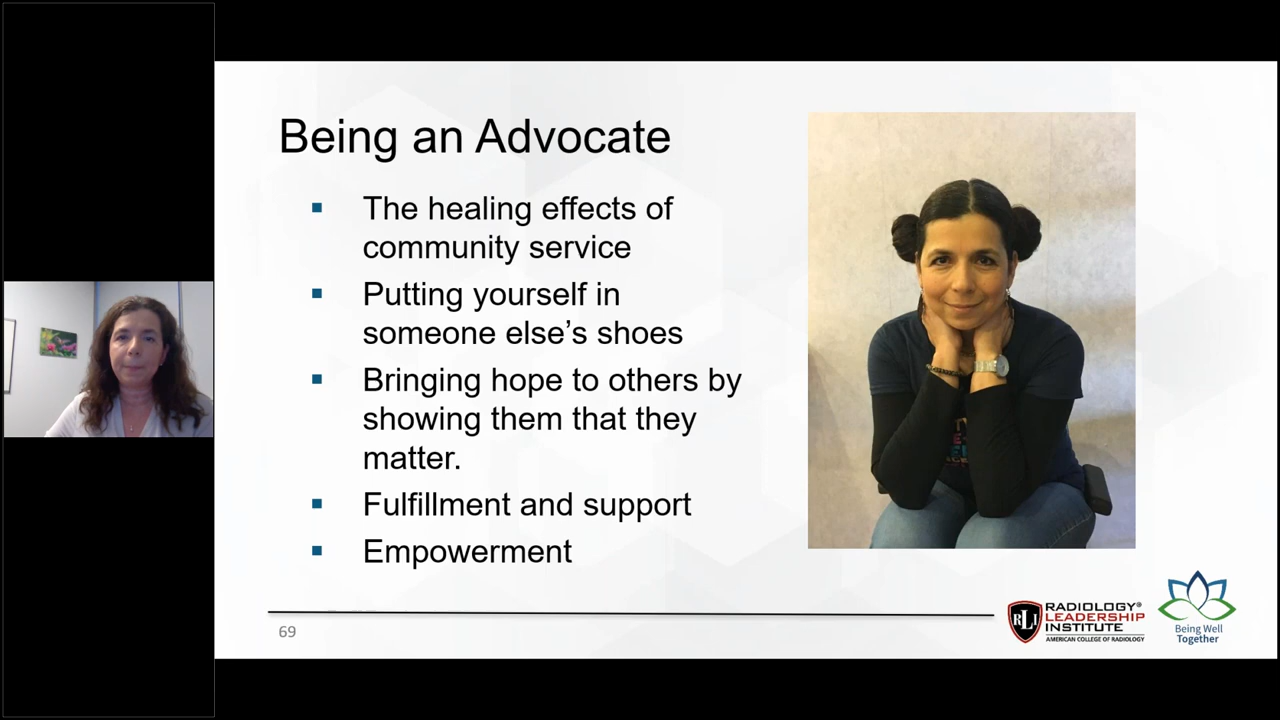 Being an Advocate
The healing effects of
community service
Putting yourself in
someone else’s shoes
Bringing hope to others by
showing them that they
matter.
Fulfillment and support
Empowerment
69
RLI
RADIOLOGY®
LEADERSHIP
INSTITUTE
AMERICAN COLLEGE OF RADIOLOGY
Being Well
Together